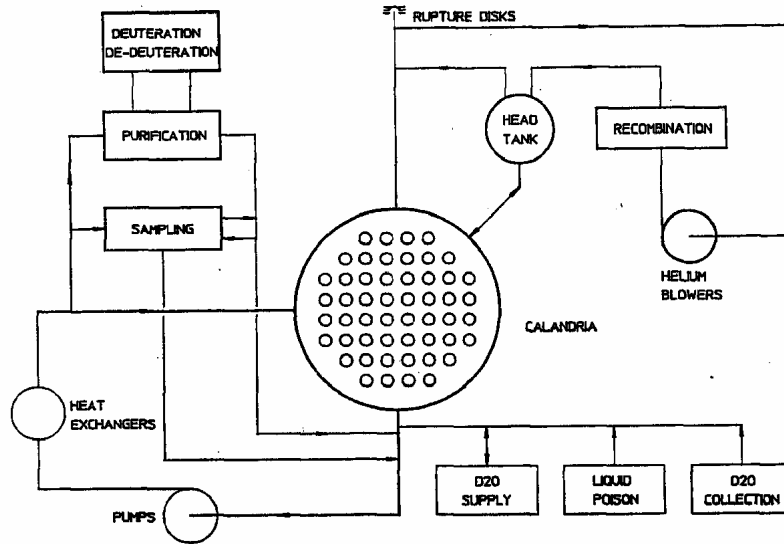 RUPTURE DISKS
DEUTERATION
DE-DEUTERATION
PURIFICATION
HEAD
TANK
RECOMBINATION
SAMPLING
HELIUM
BLOWERS
CALANDRIA
HEAT
EXCHANGERS
D2O
SUPPLY
LIQUID
POISON
D2O
COLLECTION
PUMPS